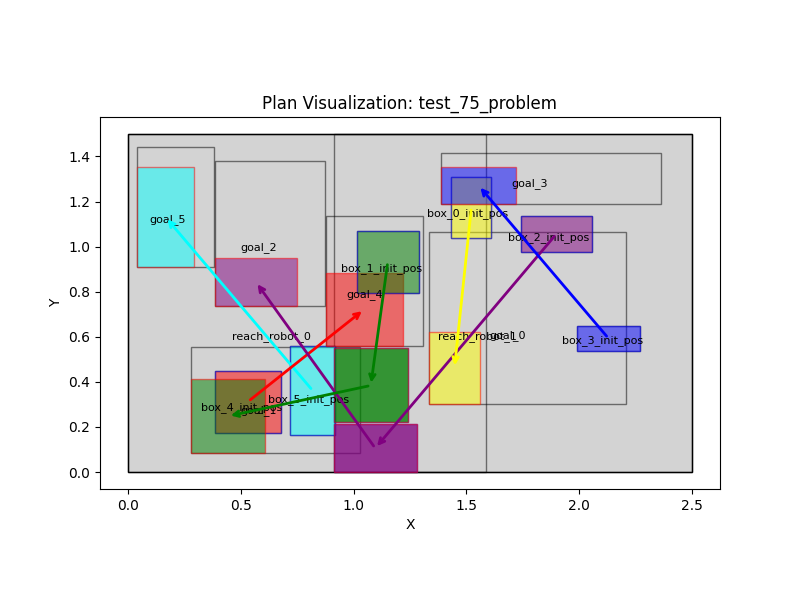 Plan Visualization: test_75_problem
Y
1.4
1.2
1.0
0.8
0.6
0.4
0.2
0.0
goal_3
box_0_init_pos
goal_5
box_2_init_pos
goal_2
box_1_init_pos
goal_4
reach_robot_0
reach_robot_1
goal_0
box_3_init_pos
box_5_init_pos
box_4_init_pos
goal_1
0.0 0.5 1.0 1.5 2.0 2.5
X